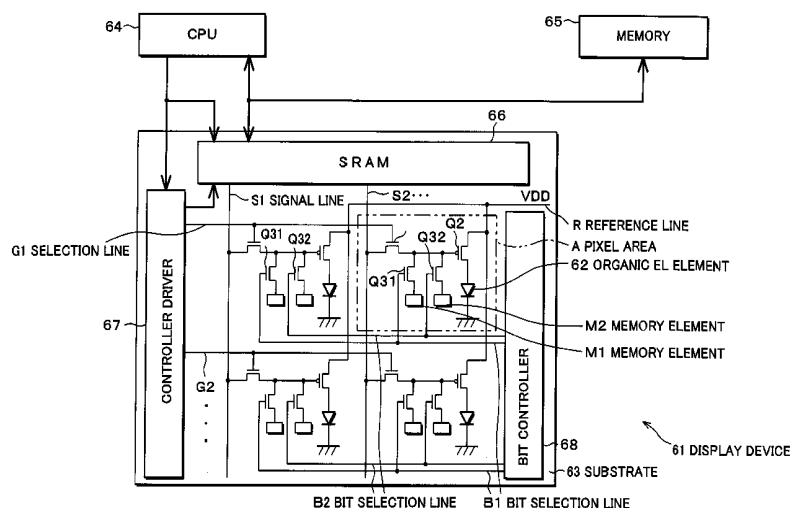 64
CPU
65
MEMORY
66
SRAM
S1 SIGNAL LINE
S2···
VDD
R REFERENCE LINE
G1 SELECTION LINE
Q31
Q32
Q32
Q2
A PIXEL AREA
Q31
62 ORGANIC EL ELEMENT
67
CONTROLLER DRIVER
M2 MEMORY ELEMENT
M1 MEMORY ELEMENT
G2
BIT CONTROLLER
68
61 DISPLAY DEVICE
63 SUBSTRATE
B2 BIT SELECTION LINE
B1 BIT SELECTION LINE